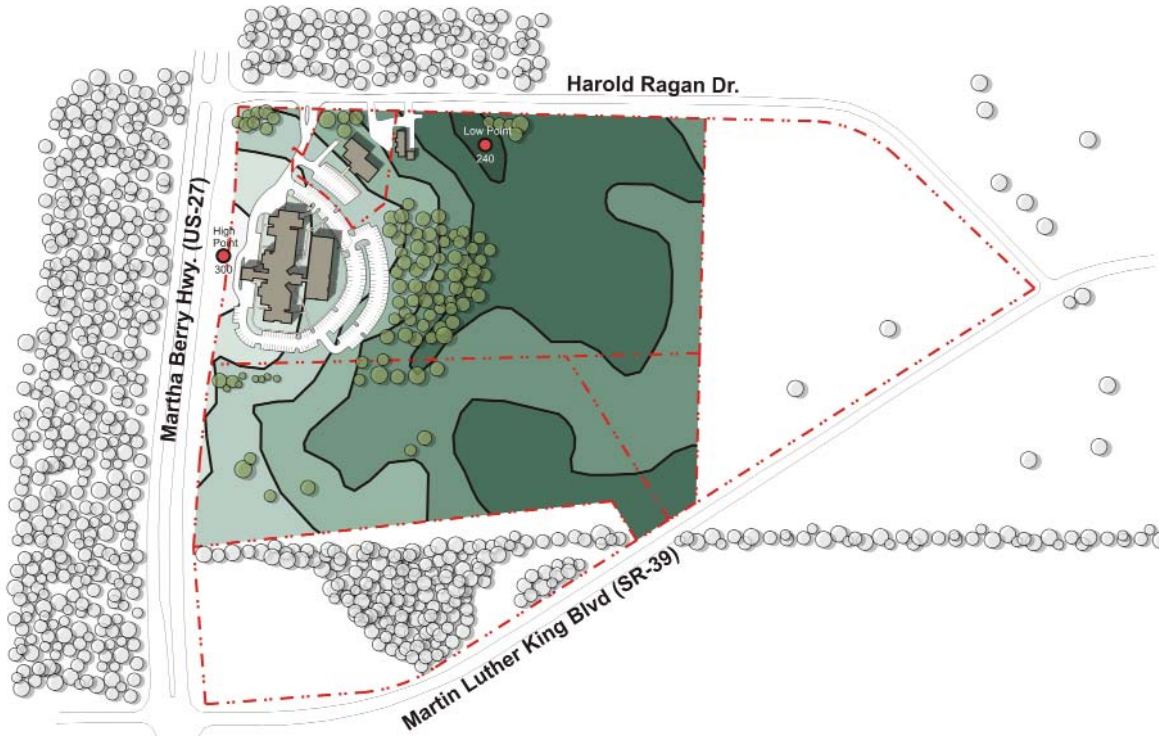 Harold Ragan Dr.
Low Point
240
High
Point
300
Martha Berry Hwy. (US-27)
Martin Luther King Blvd (SR-39)